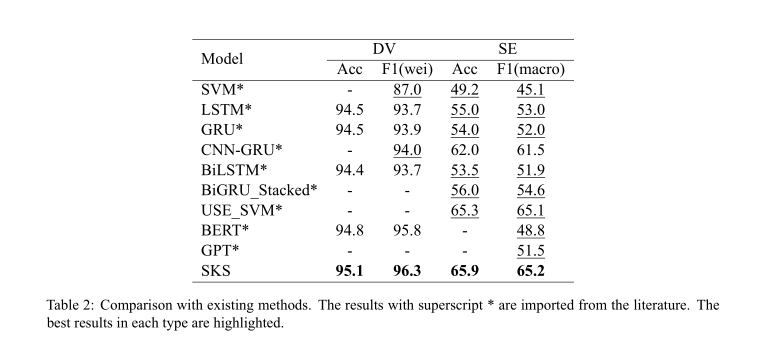 Model DV SE
Acc F1(wei) Acc F1(macro)
SVM* - 87.0 49.2 45.1
LSTM* 94.5 93.7 55.0 53.0
GRU* 94.5 93.9 54.0 52.0
CNN-GRU* - 94.0 62.0 61.5
BiLSTM* 94.4 93.7 53.5 51.9
BiGRU_Stacked* - - 56.0 54.6
USE_SVM* - - 65.3 65.1
BERT* 94.8 95.8 - 48.8
GPT* - - - 51.5
SKS 95.1 96.3 65.9 65.2
Table 2: Comparison with existing methods. The results with superscript * are imported from the literature. The
best results in each type are highlighted.